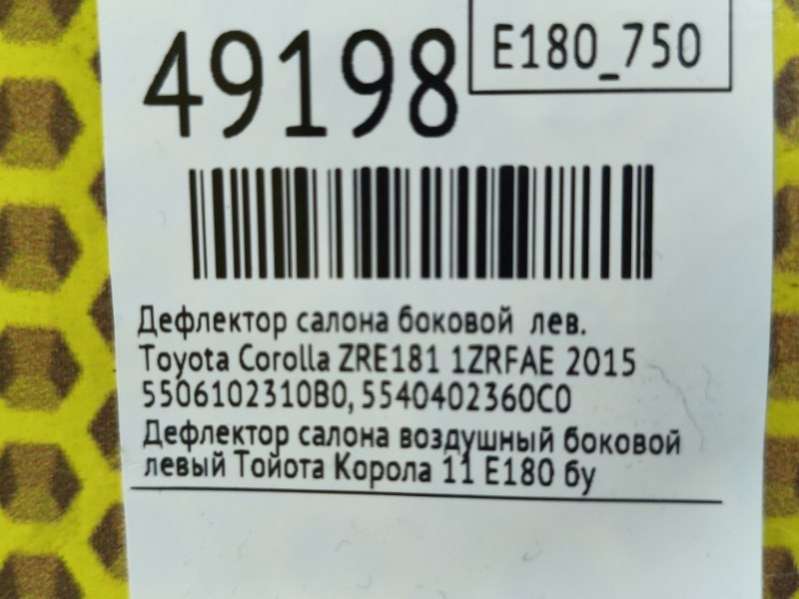 49198
E180_750
Дефлектор салона боковой лев.
Toyota Corolla ZRE181 1ZRFAE 2015
5506102310B0, 5540402360C0
Дефлектор салона воздушный боковой
левый Тойота Корола 11 E180 бу